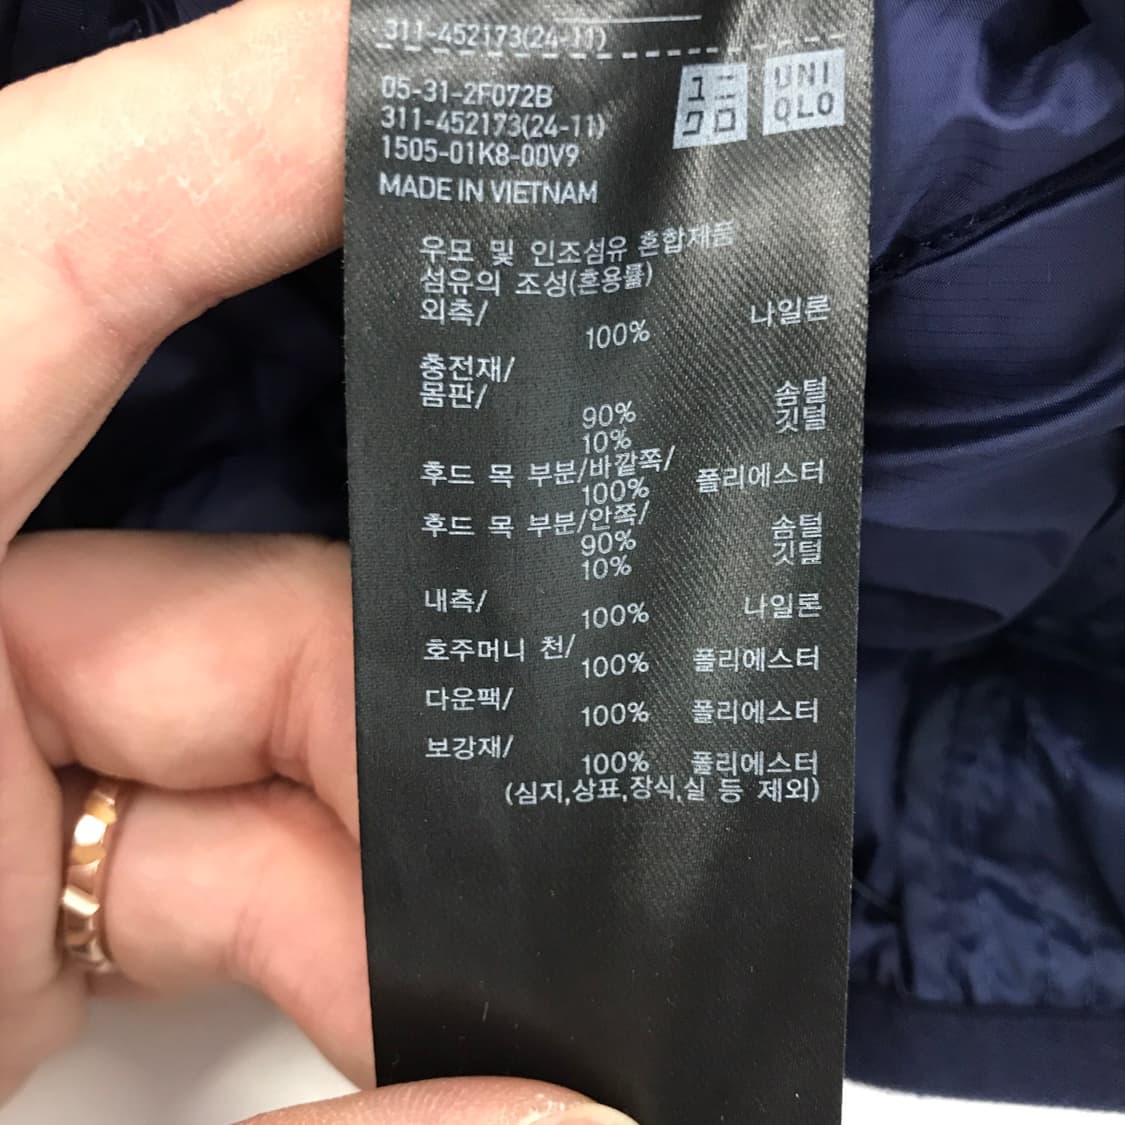 311-452173(24-11)
05-31-2F072B
311-452173(24-11)
1505-01K8-00V9
MADE IN VIETNAM
ユニ
クロ
UNI
QLO
우모 및 인조섬유 혼합제품
섬유의 조성(혼용률)
외측/
100% 나일론
충전재/
몸판/
90% 솜털
10% 깃털
후드 목 부분/바깥쪽/
100% 폴리에스터
후드 목 부분/안쪽/
90% 솜털
10% 깃털
내측/
100% 나일론
호주머니 천/
100% 폴리에스터
다운팩/
100% 폴리에스터
보강재/
100% 폴리에스터
(심지,상표,장식,실 등 제외)